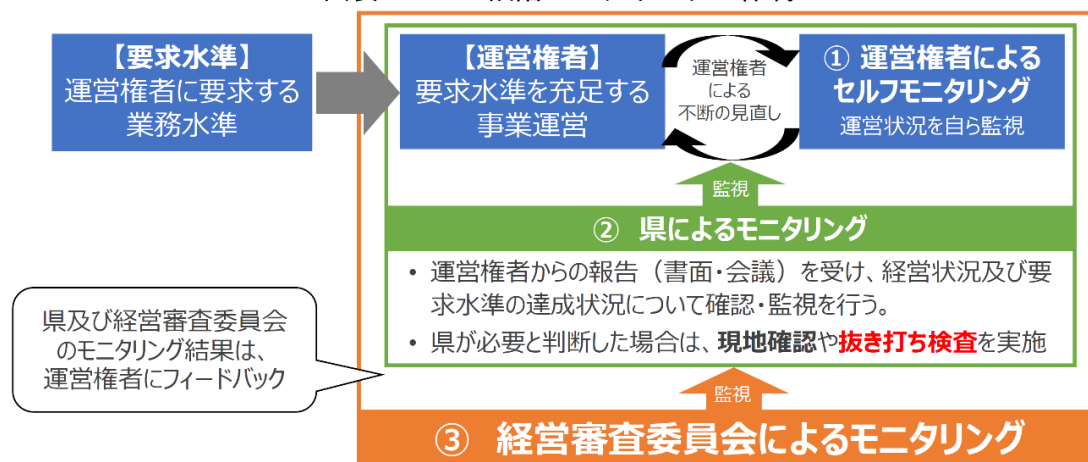 【要求水準】
運営権者に要求する
業務水準
【運営権者】
要求水準を充足する
事業運営
運営権者
による
不断の見直し
① 運営権者による
セルフモニタリング
運営状況を自ら監視
監視
② 県によるモニタリング
• 運営権者からの報告（書面・会議）を受け、経営状況及び要
求水準の達成状況について確認・監視を行う。
• 県が必要と判断した場合は、現地確認や抜き打ち検査を実施
県及び経営審査委員会
のモニタリング結果は、
運営権者にフィードバック
監視
③ 経営審査委員会によるモニタリング